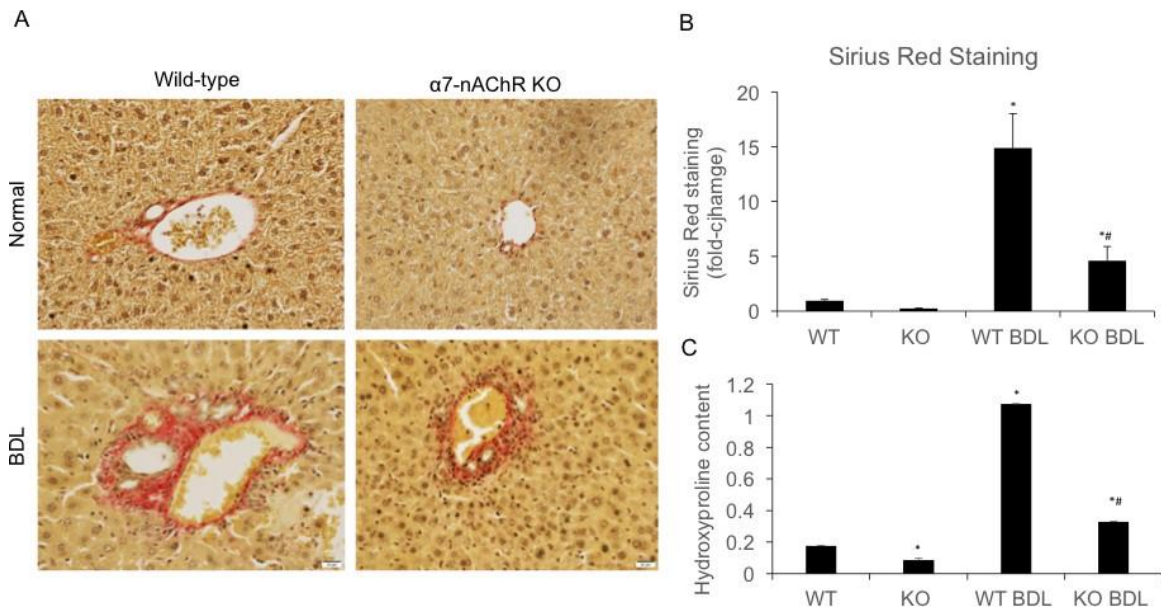 A
Wild-type
α7-nAChR KO
Normal
BDL
B
Sirius Red Staining
Sirius Red staining
(fold-cjhamge)
20
15
10
5
0
*
*#
WT
KO
WT BDL
KO BDL
C
Hydroxyproline content
1.2
1
0.8
0.6
0.4
0.2
0
*
*
*#
WT
KO
WT BDL
KO BDL